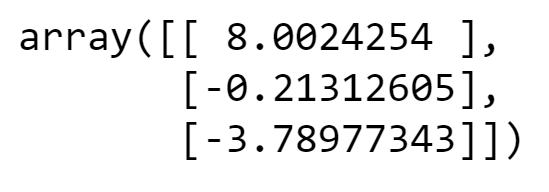 array([[ 8.0024254 ],
       [-0.21312605],
       [-3.78977343]])